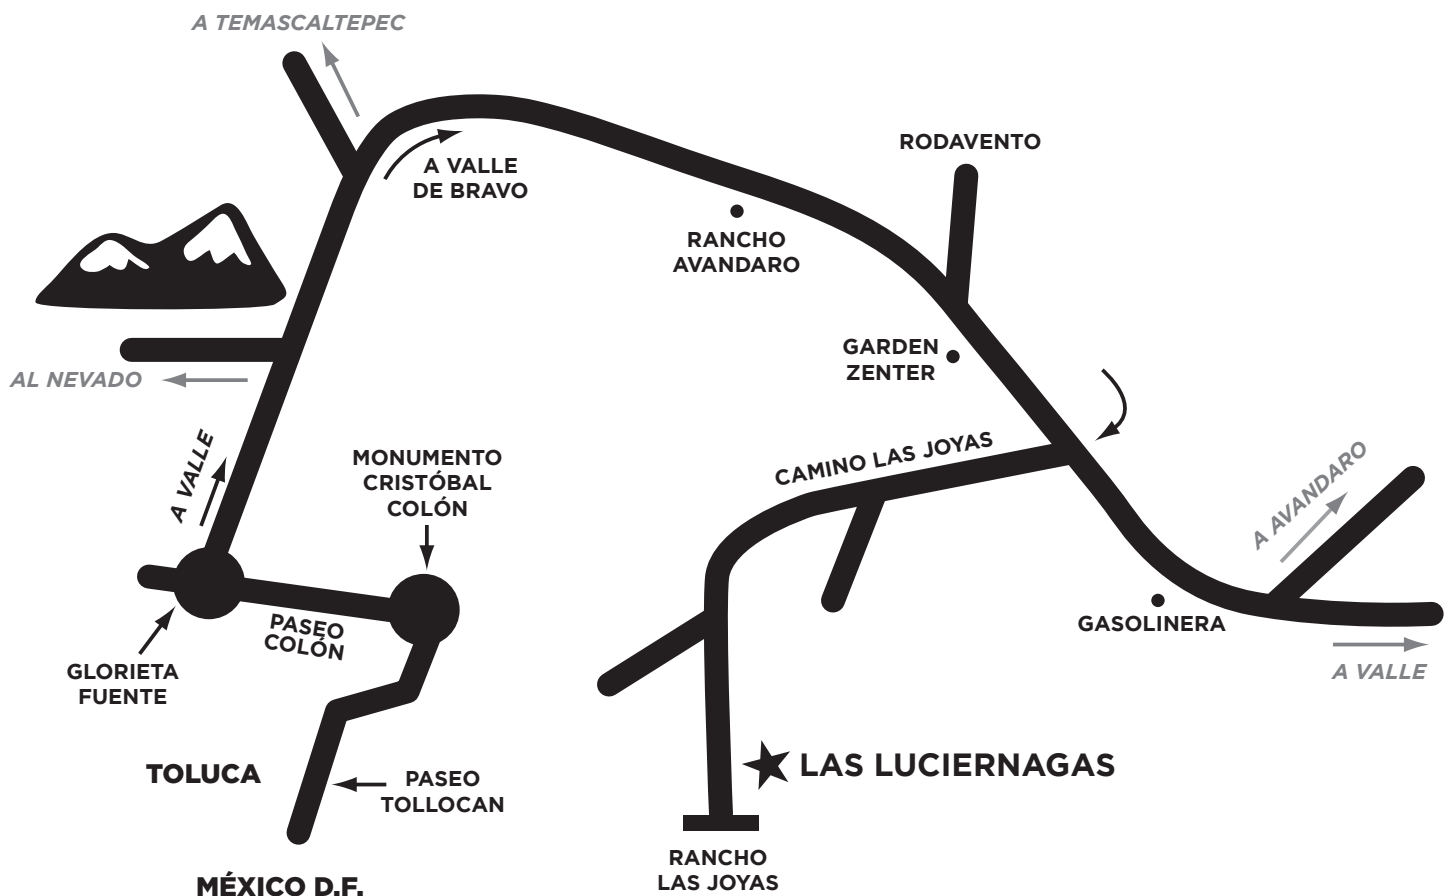 A TEMASCALTEPEC
A VALLE
DE BRAVO
RODAVENTO
RANCHO
AVANDARO
GARDEN
ZENTER
AL NEVADO
A VALLE
MONUMENTO
CRISTÓBAL
COLÓN
CAMINO LAS JOYAS
A AVANDARO
GASOLINERA
A VALLE
PASEO
COLÓN
GLORIETA
FUENTE
TOLUCA
PASEO
TOLLOCAN
LAS LUCIERNAGAS
RANCHO
LAS JOYAS
MÉXICO D.F.